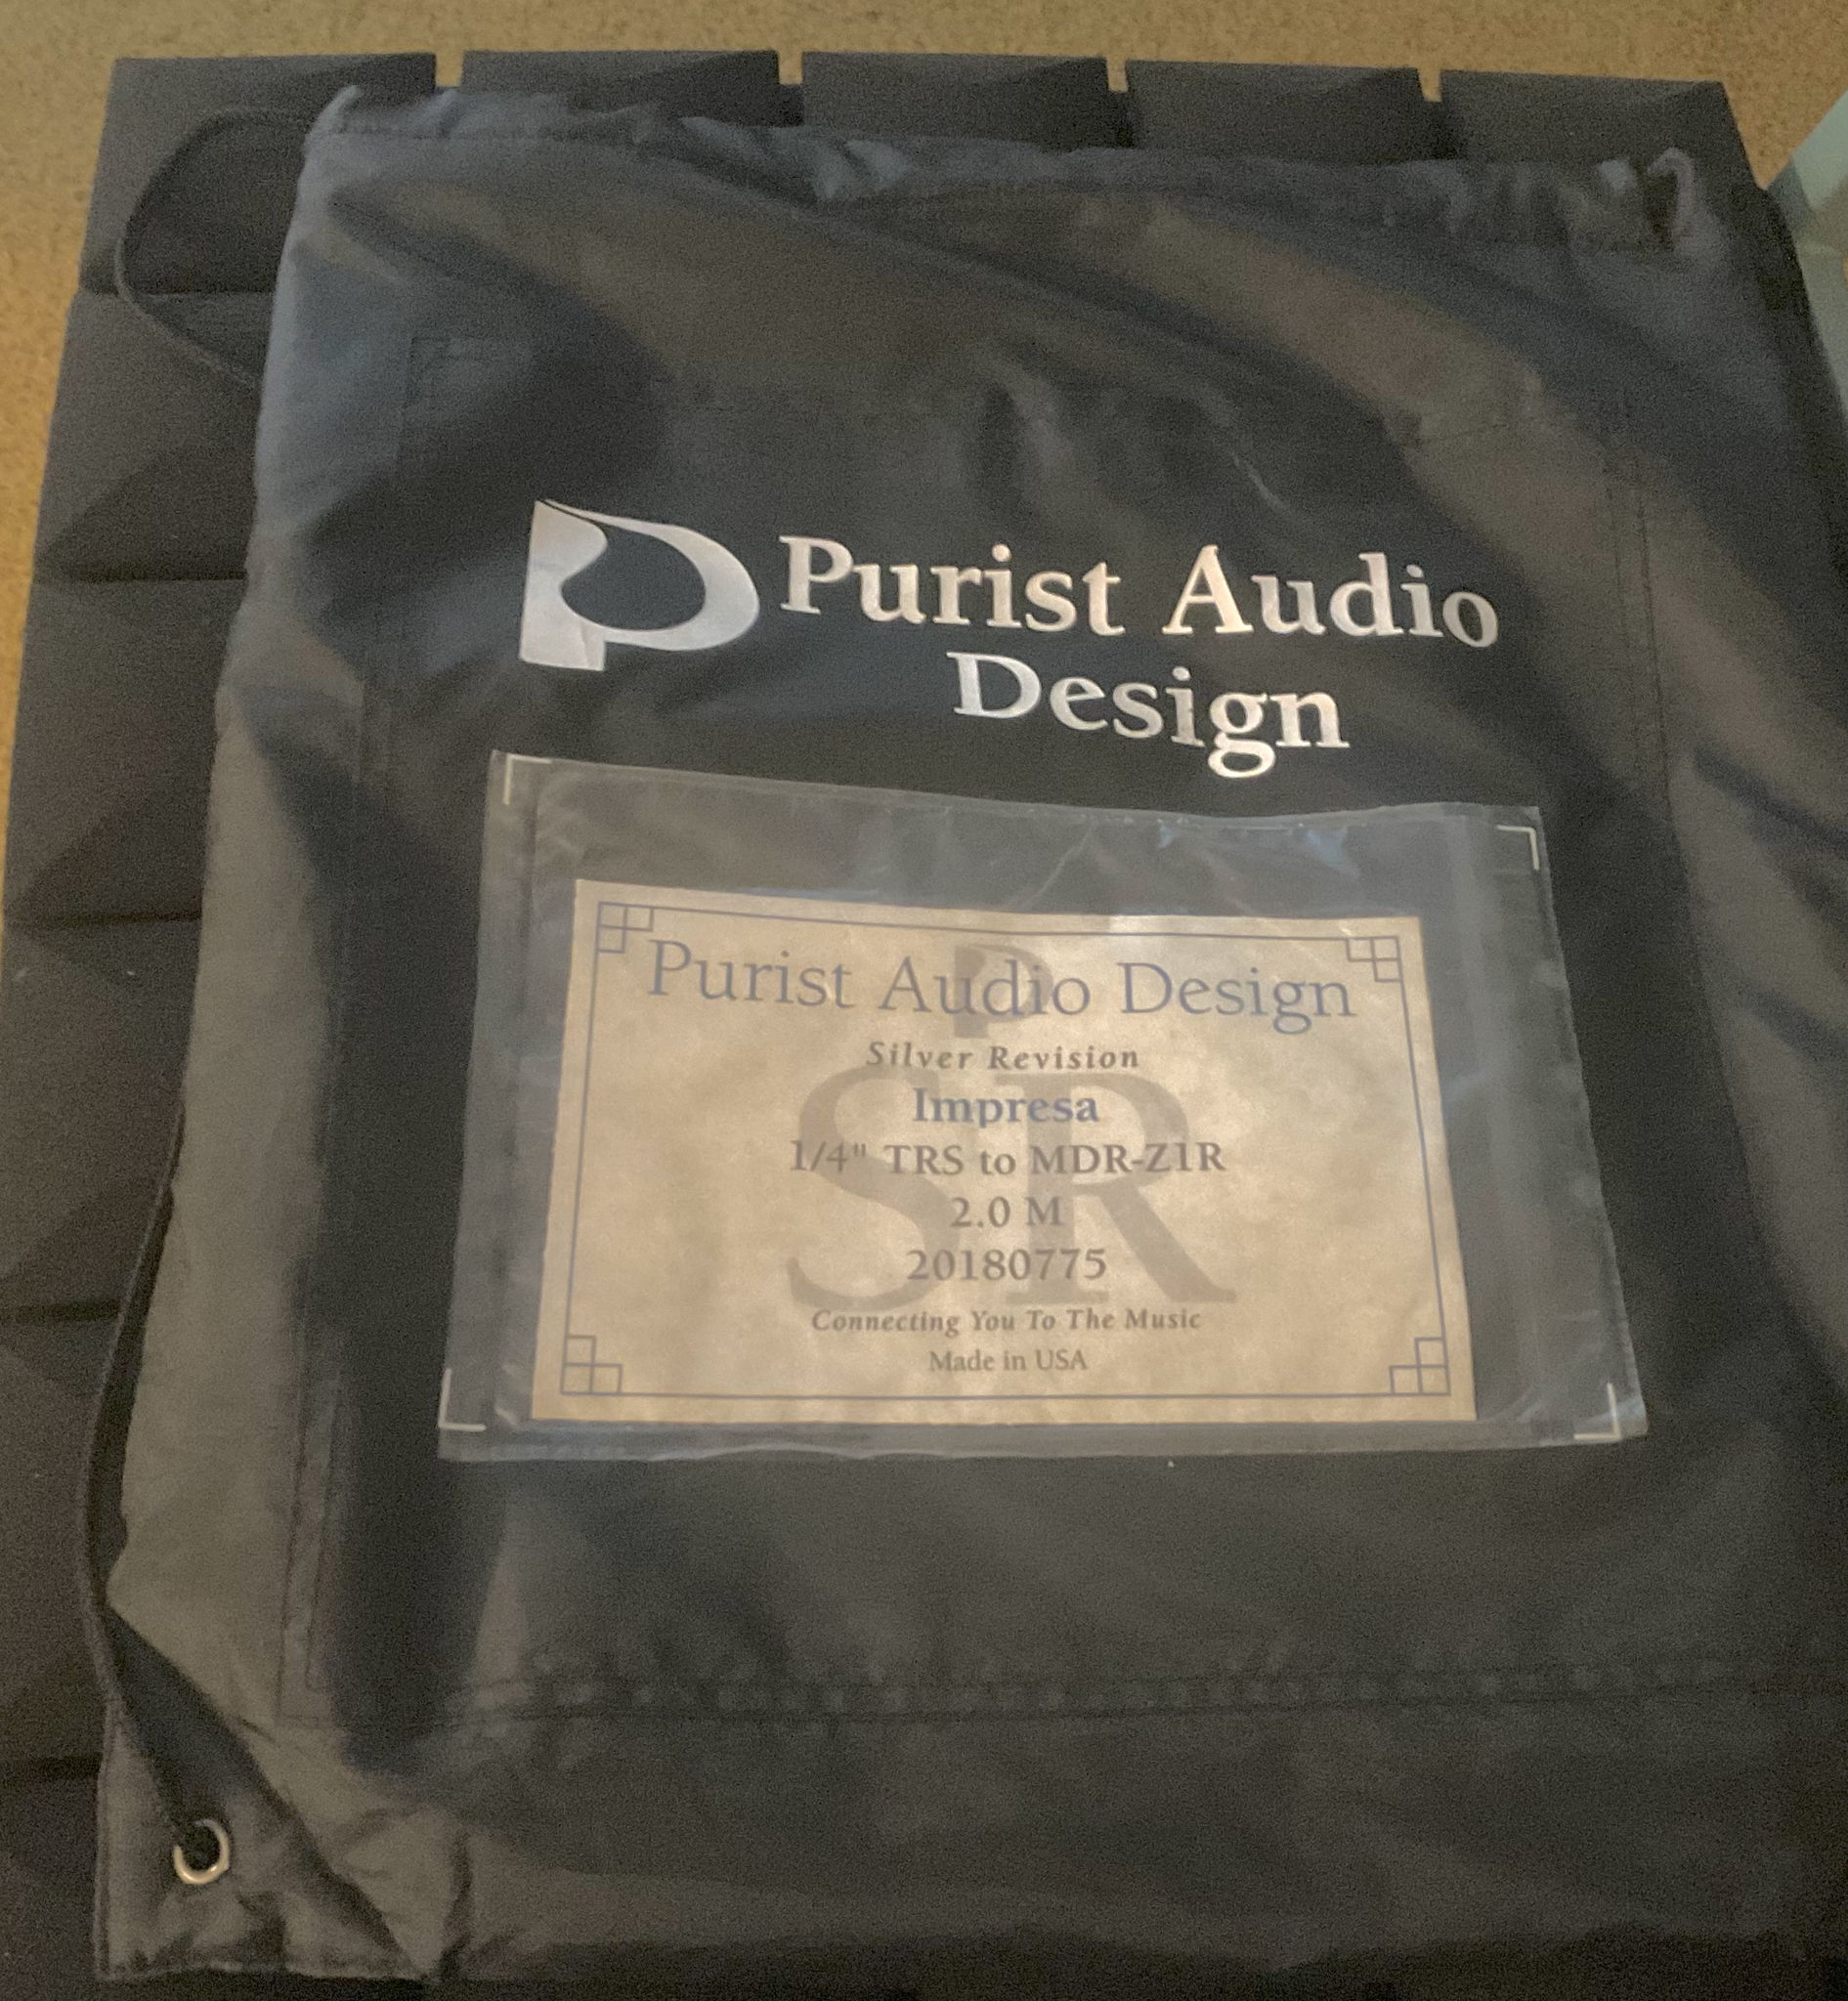 Purist Audio
Design
Purist Audio Design
Silver Revision
Impresa
1/4" TRS to MDR-Z1R
2.0 M
20180775
Connecting You To The Music
Made in USA
SR